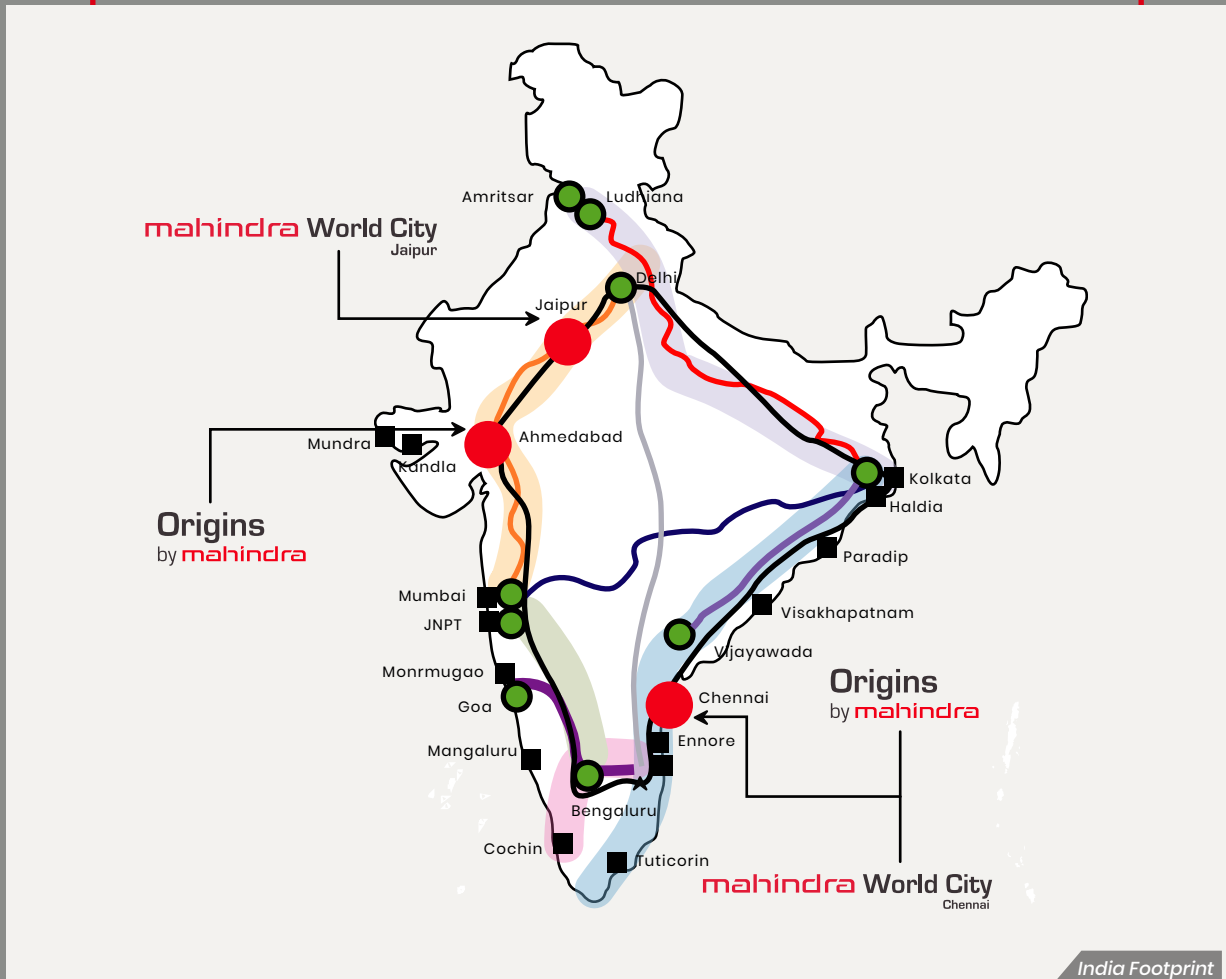 Amritsar
Ludhiana
mahindra World City
Jaipur
Delhi
Jaipur
Ahmedabad
Mundra
Kandla
Kolkata
Haldia
Origins
by mahindra
Paradip
Mumbai
Visakhapatnam
JNPT
Vijayawada
Monrmugao
Origins
by mahindra
Chennai
Goa
Ennore
Mangaluru
Bengaluru
Cochin
Tuticorin
mahindra World City
Chennai
India Footprint